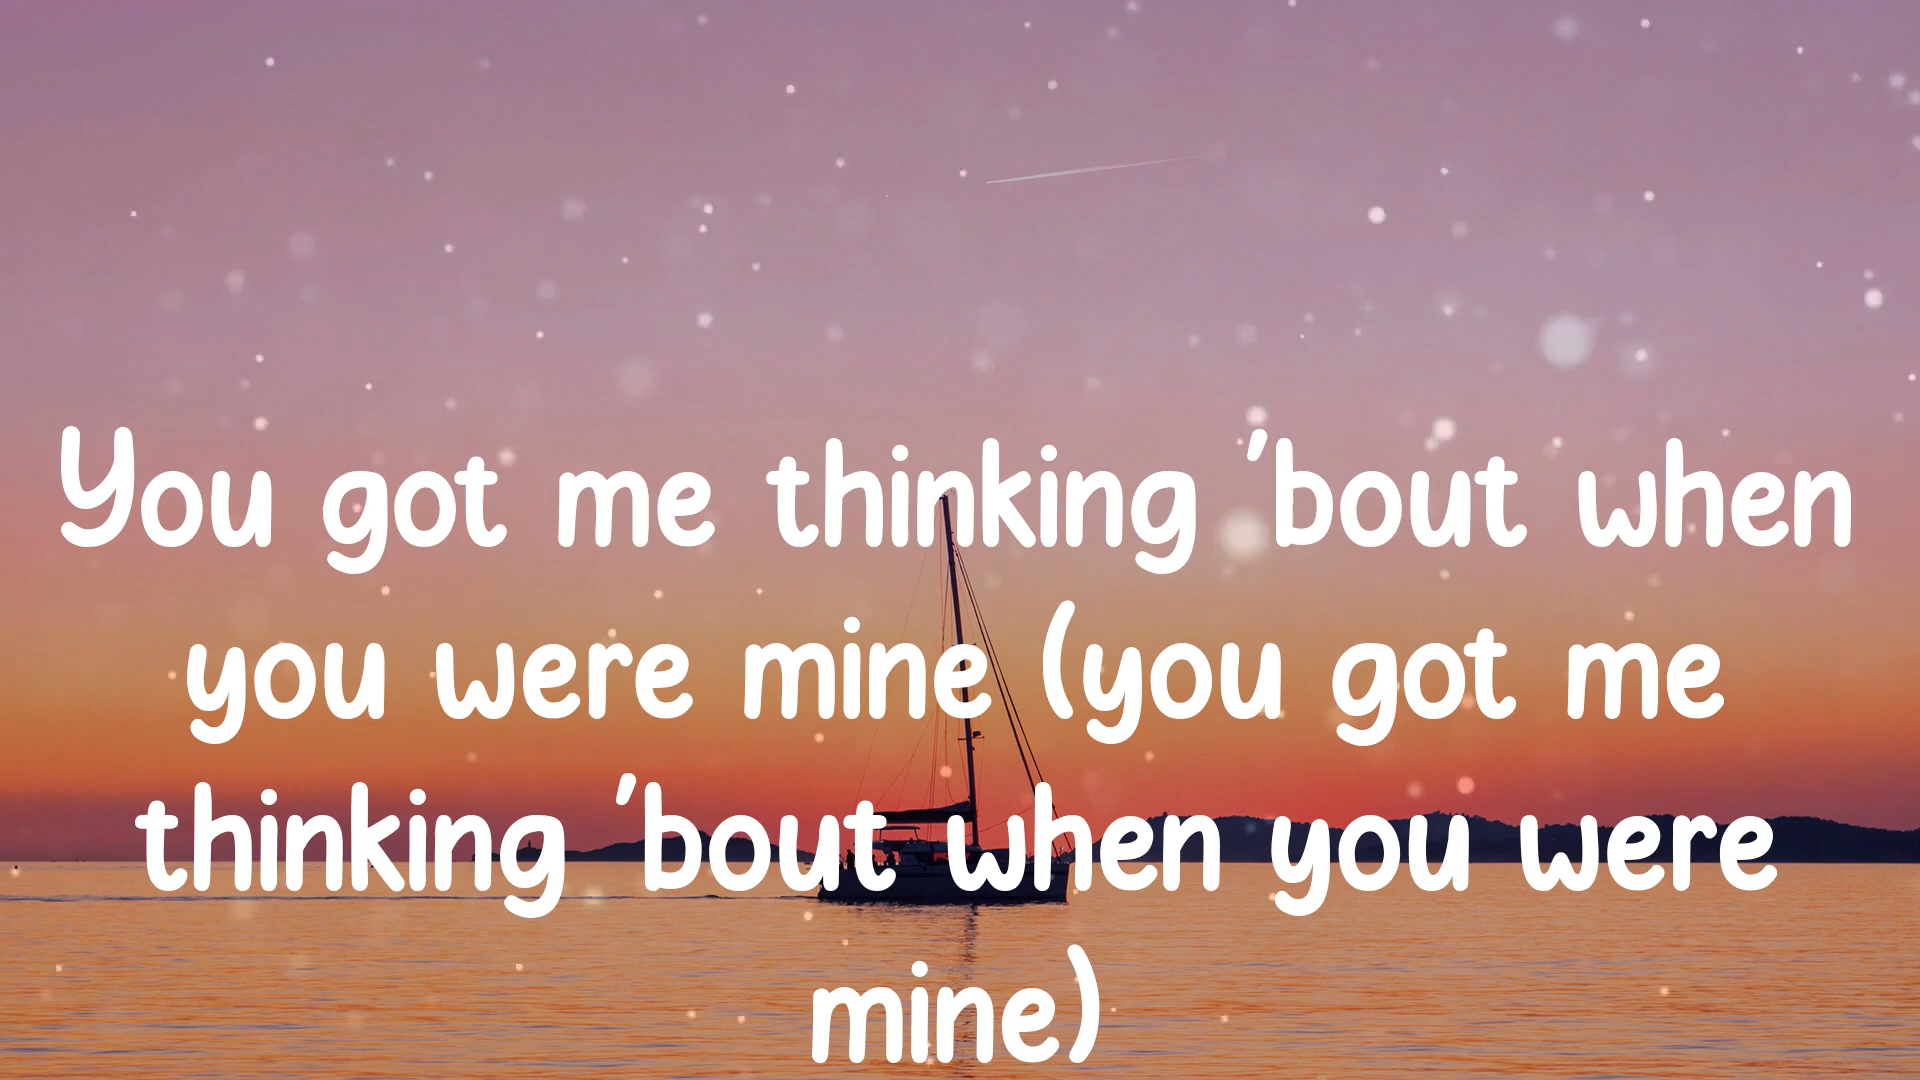 You got me thinking 'bout when
you were mine (you got me
thinking 'bout when you were
mine)